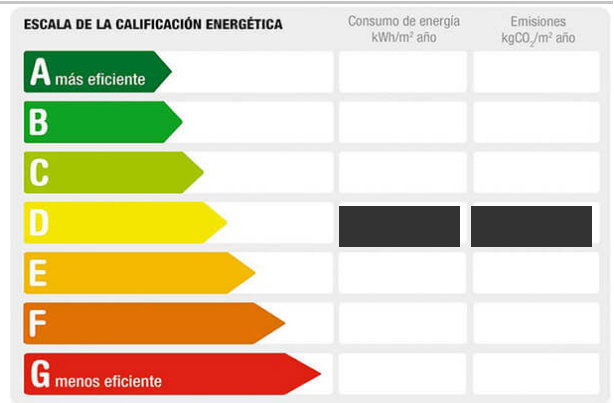 ESCALA DE LA CALIFICACIÓN ENERGÉTICA
Consumo de energía
kWh/m² año
Emisiones
kgCO₂/m² año
A más eficiente
B
C
D
E
F
G menos eficiente